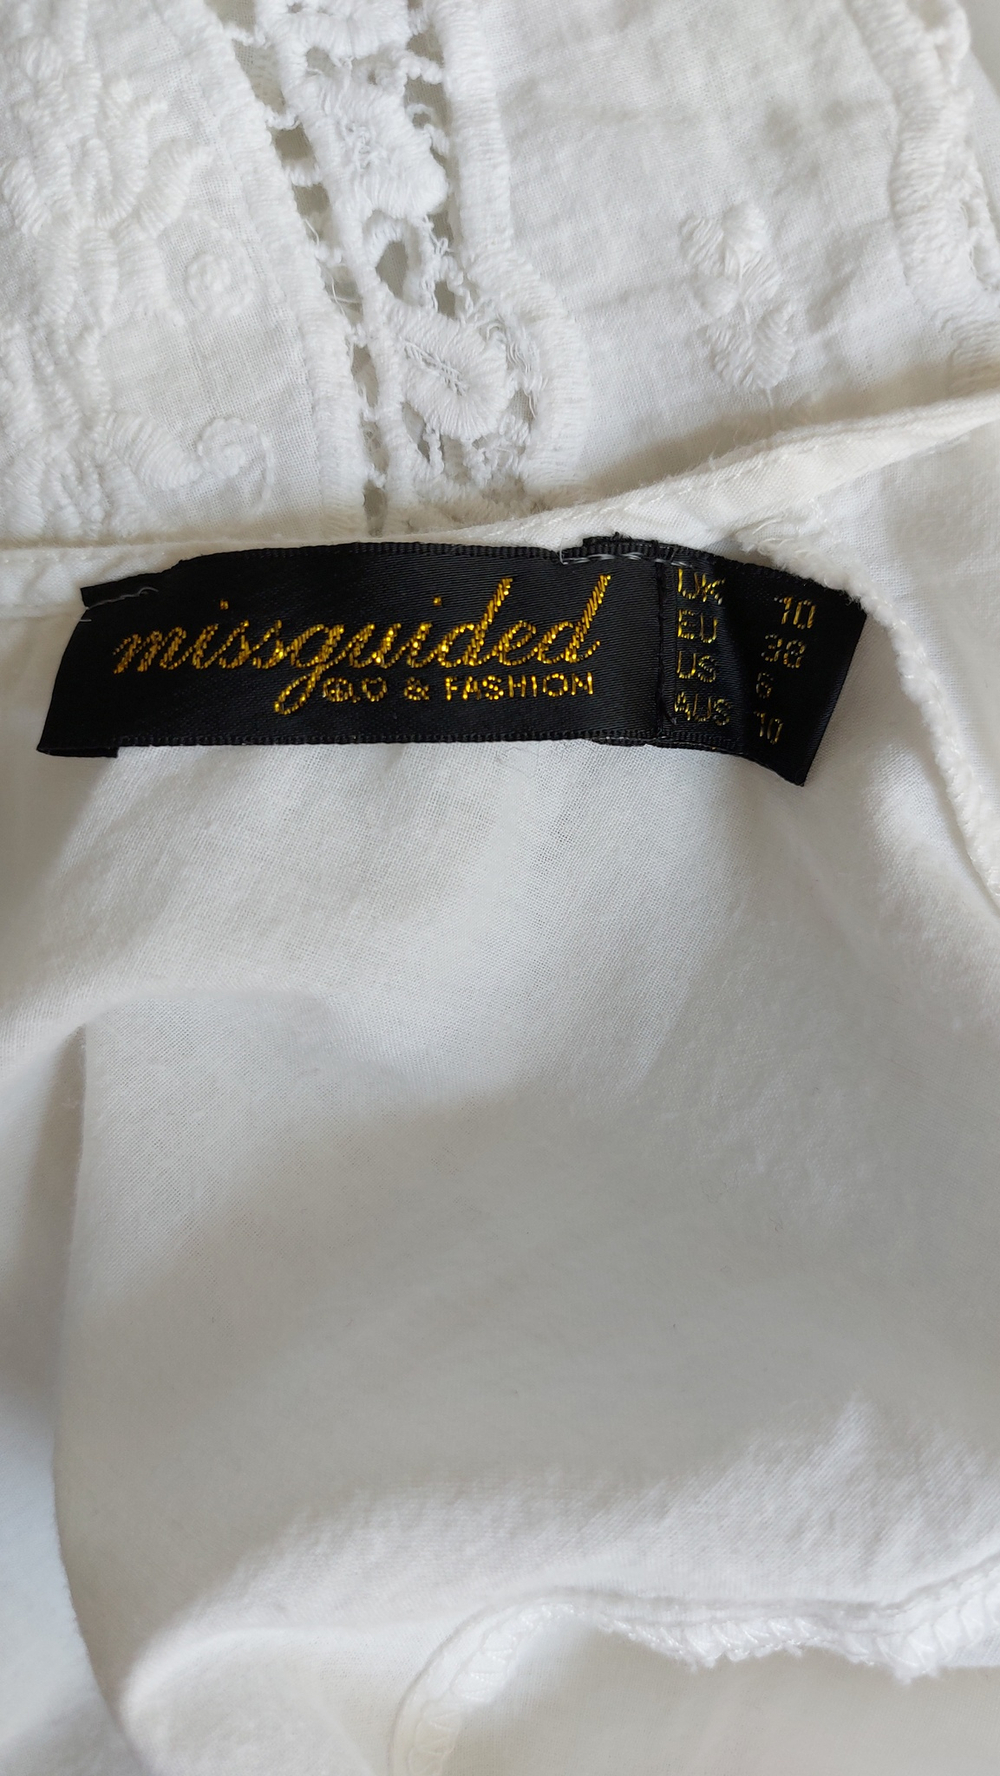 missguided
☮♡ & FASHION
UK 10
EU 38
US 6
AUS 10